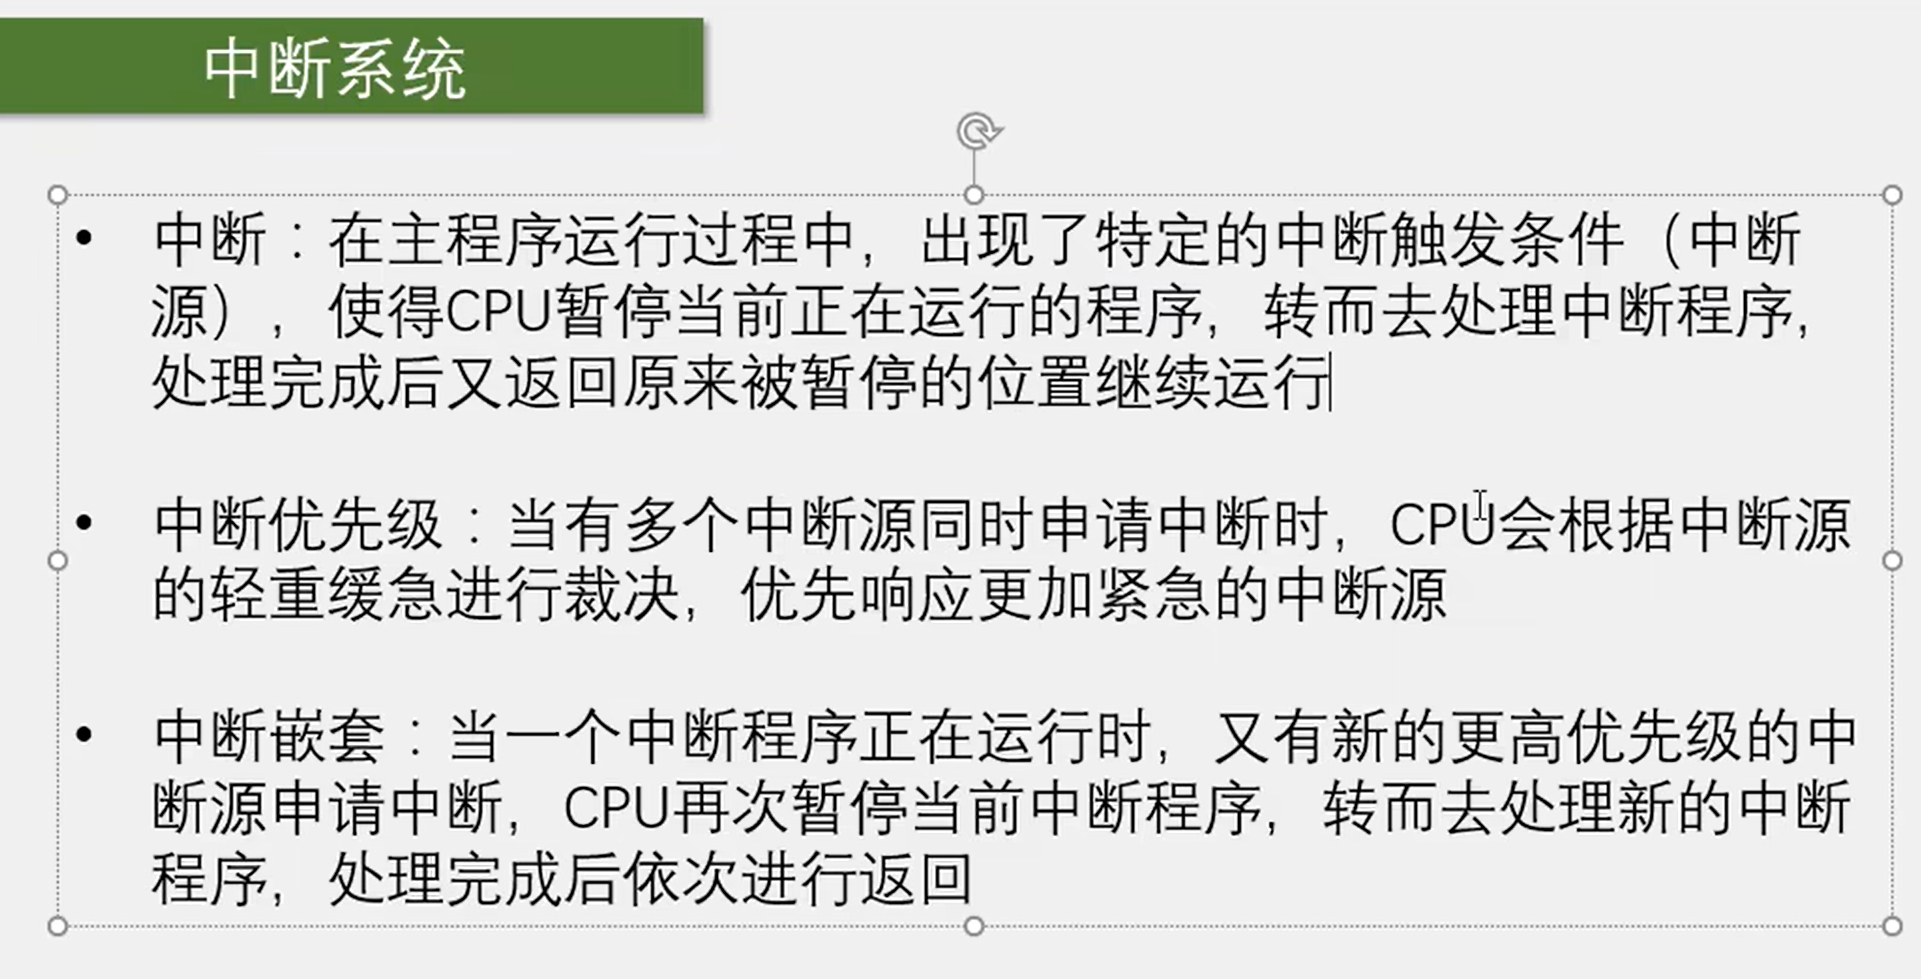 中断系统
• 中断：在主程序运行过程中，出现了特定的中断触发条件（中断
源），使得CPU暂停当前正在运行的程序，转而去处理中断程序，
处理完成后又返回原来被暂停的位置继续运行
• 中断优先级：当有多个中断源同时申请中断时，CPU会根据中断源
的轻重缓急进行裁决，优先响应更加紧急的中断源
• 中断嵌套：当一个中断程序正在运行时，又有新的更高优先级的中
断源申请中断，CPU再次暂停当前中断程序，转而去处理新的中断
程序，处理完成后依次进行返回